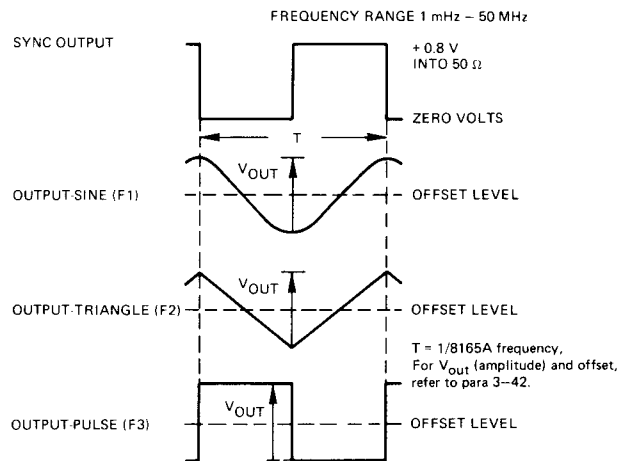 FREQUENCY RANGE 1 mHz – 50 MHz
SYNC OUTPUT
+ 0.8 V
INTO 50 Ω
ZERO VOLTS
T
VOUT
OUTPUT-SINE (F1)
OFFSET LEVEL
VOUT
OUTPUT-TRIANGLE (F2)
OFFSET LEVEL
T = 1/8165A frequency,
For Vout (amplitude) and offset,
refer to para 3–42.
VOUT
OUTPUT-PULSE (F3)
OFFSET LEVEL